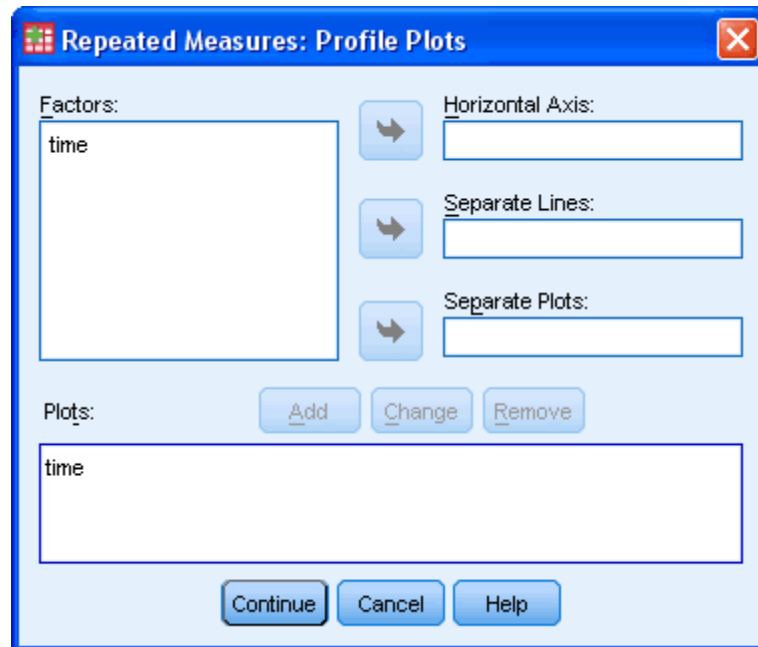 Repeated Measures: Profile Plots
Factors:
time
Horizontal Axis:
Separate Lines:
Separate Plots:
Plots:
Add
Change
Remove
time
Continue
Cancel
Help